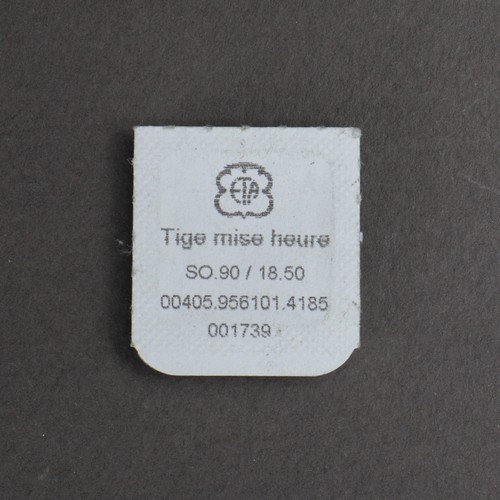 ETA
Tige mise heure
SO.90 / 18.50
00405.956101.4185
001739